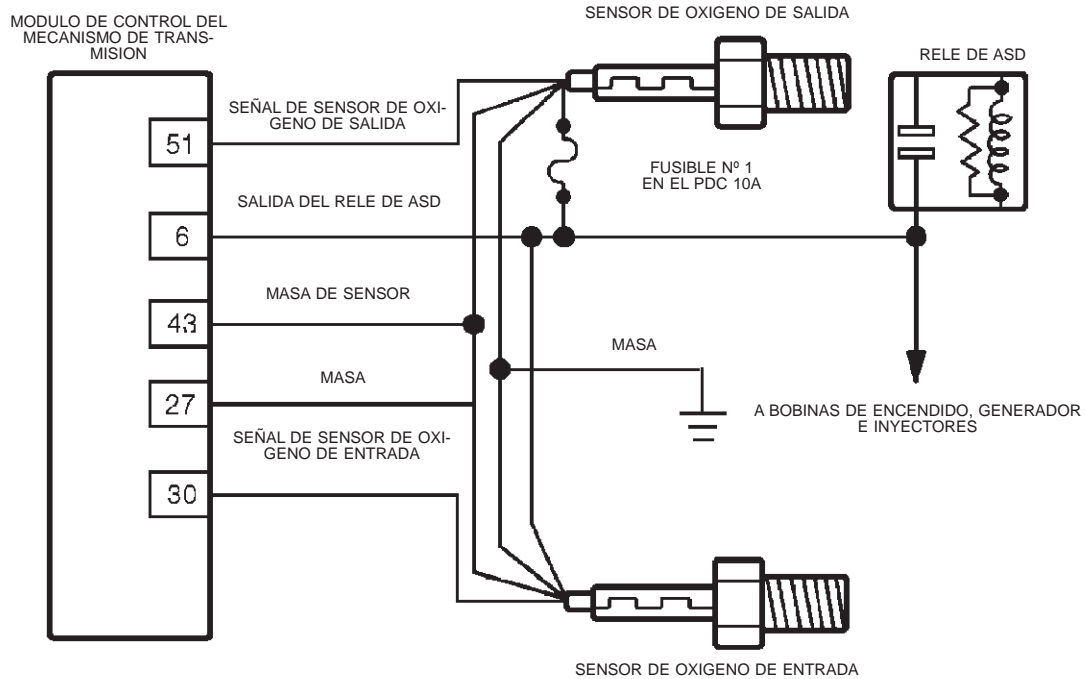 SENSOR DE OXIGENO DE SALIDA
MODULO DE CONTROL DEL
MECANISMO DE TRANS-
MISION
RELE DE ASD
SEÑAL DE SENSOR DE OXI-
GENO DE SALIDA
51
FUSIBLE Nº 1
EN EL PDC 10A
SALIDA DEL RELE DE ASD
6
MASA DE SENSOR
43
MASA
MASA
27
A BOBINAS DE ENCENDIDO, GENERADOR
E INYECTORES
SEÑAL DE SENSOR DE OXI-
GENO DE ENTRADA
30
SENSOR DE OXIGENO DE ENTRADA